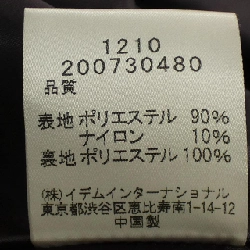 1210
200730480
品質
表地 ポリエステル 90%
ナイロン 10%
裏地 ポリエステル 100%
(株)イデムインターナショナル
東京都渋谷区恵比寿南1-14-12
中国製